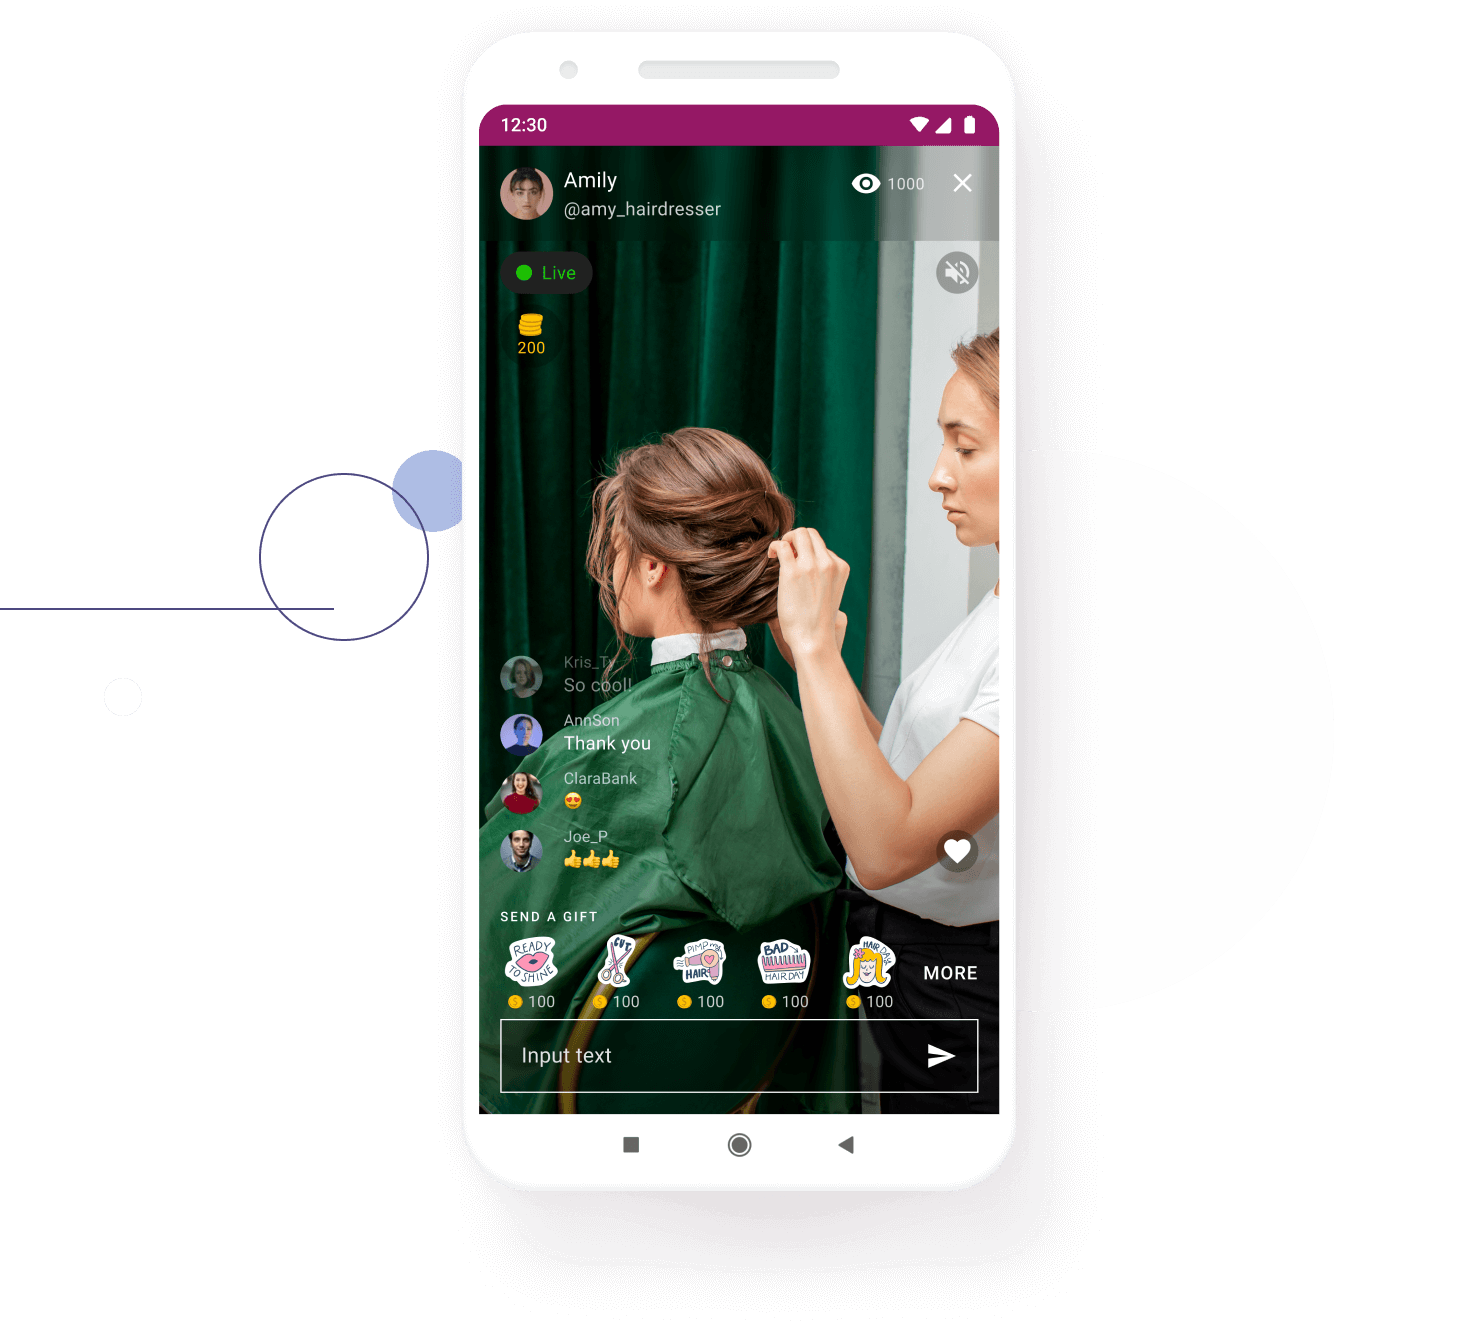 12:30
Amily
1000
@amy_hairdresser
Live
200
Kris_Ty
So cool!
AnnSon
Thank you
ClaraBank
😍
Joe_P
👍👍👍
SEND A GIFT
READY TO SHINE
CUT
PIMP my HAIR
BAD HAIR DAY
HAIR DAY
MORE
100 100 100 100 100
Input text